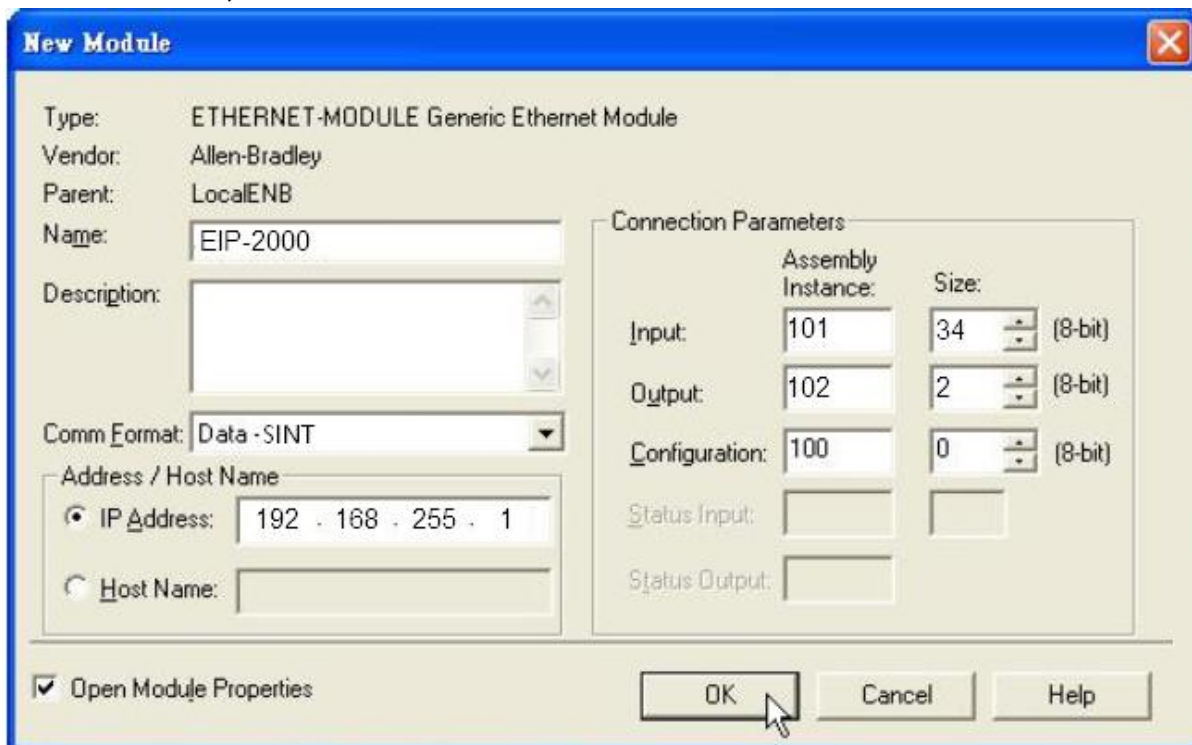 New Module
Type: ETHERNET-MODULE Generic Ethernet Module
Vendor: Allen-Bradley
Parent: LocalENB
Name: EIP-2000
Description:
Comm Format: Data - SINT
Address / Host Name
IP Address: 192 . 168 . 255 . 1
Host Name:
Connection Parameters
Assembly Instance: Size:
Input: 101 34 (8-bit)
Output: 102 2 (8-bit)
Configuration: 100 0 (8-bit)
Status Input:
Status Output:
Open Module Properties
OK Cancel Help